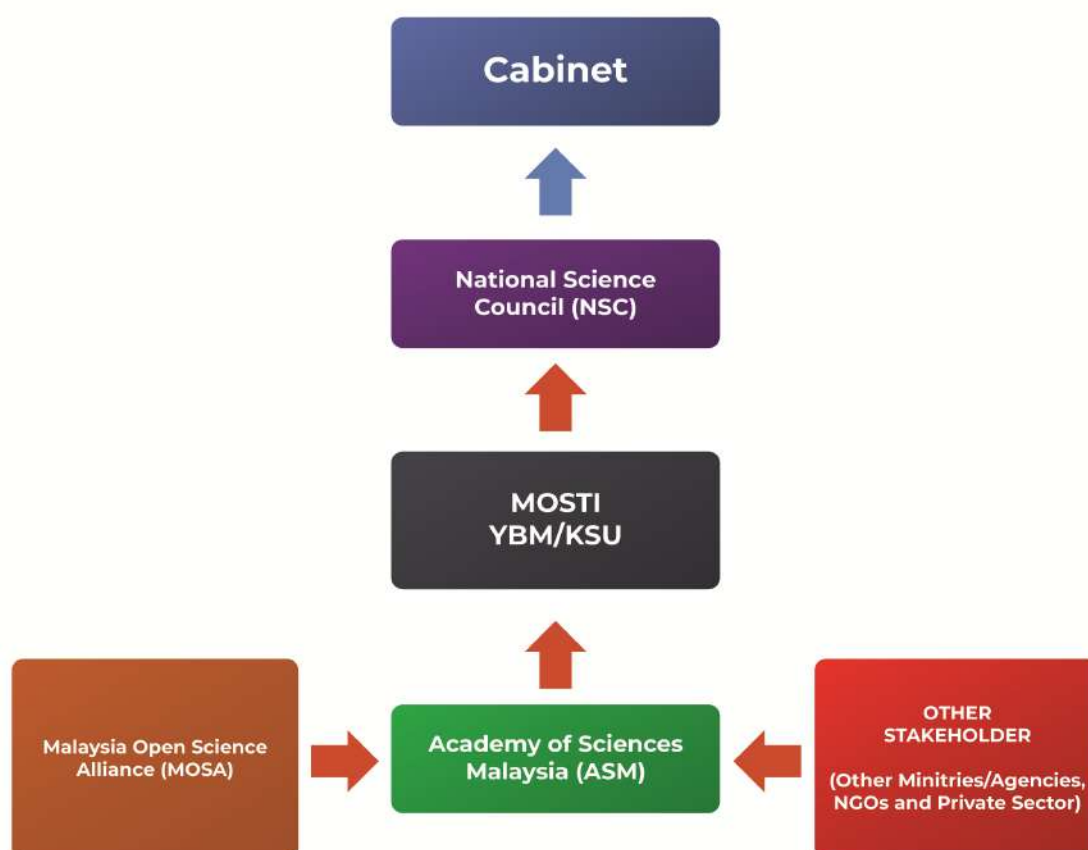 Cabinet
National Science
Council (NSC)
MOSTI
YBM/KSU
Malaysia Open Science
Alliance (MOSA)
Academy of Sciences
Malaysia (ASM)
OTHER
STAKEHOLDER
(Other Minitries/Agencies,
NGOs and Private Sector)